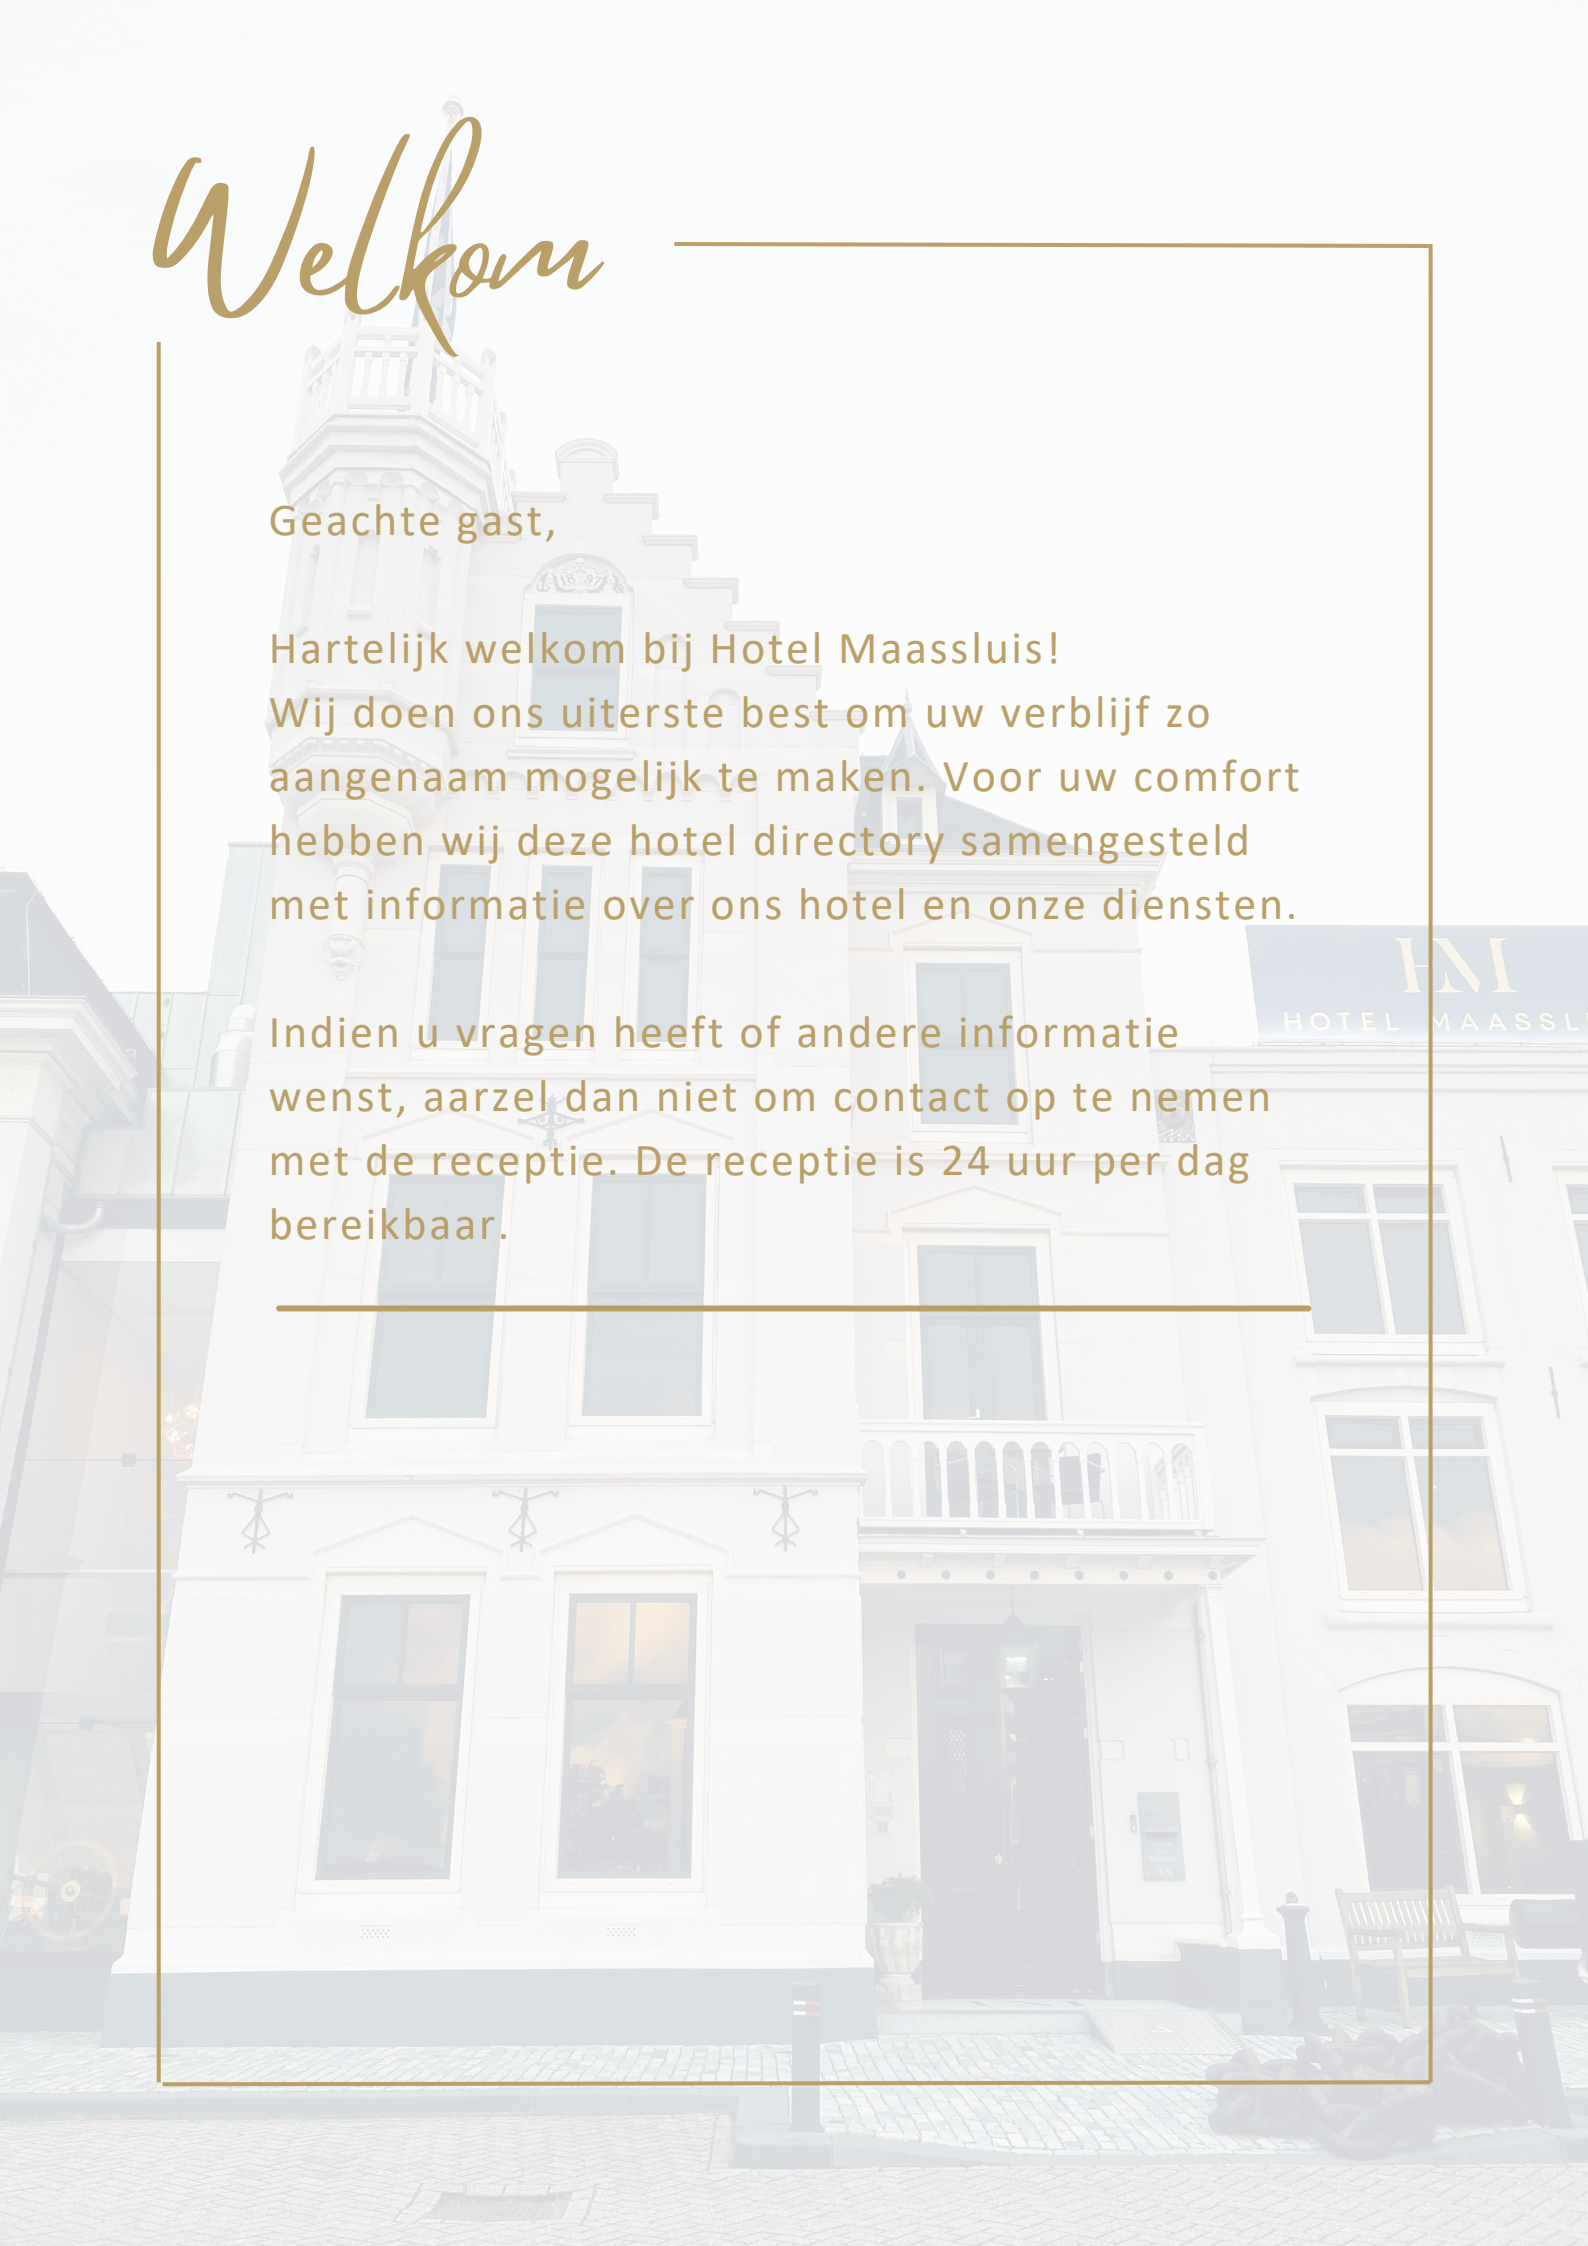 Welkom
Geachte gast,
1897
Hartelijk welkom bij Hotel Maassluis!
Wij doen ons uiterste best om uw verblijf zo
aangenaam mogelijk te maken. Voor uw comfort
hebben wij deze hotel directory samengesteld
met informatie over ons hotel en onze diensten.
HM
HOTEL MAASSL
Indien u vragen heeft of andere informatie
wenst, aarzel dan niet om contact op te nemen
met de receptie. De receptie is 24 uur per dag
bereikbaar.
48